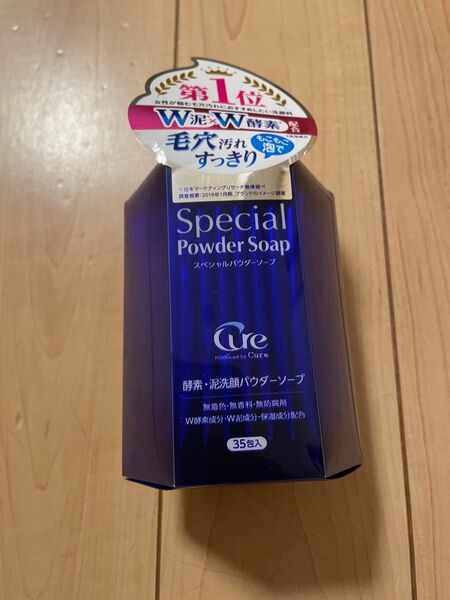 第1位
女性が悩む毛穴汚れにおすすめしたい洗顔料
W泥×W酵素 配合
毛穴汚れ
すっきり
もこもこ
泡で
※日本マーケティングリサーチ機構調べ
調査概要:2019年1月期_ブランドのイメージ調査
Special
Powder Soap
スペシャルパウダーソープ
Cure
Produced by Cure
酵素・泥洗顔パウダーソープ
無着色・無香料・無防腐剤
W酵素成分・W泥成分・保湿成分配合
35包入